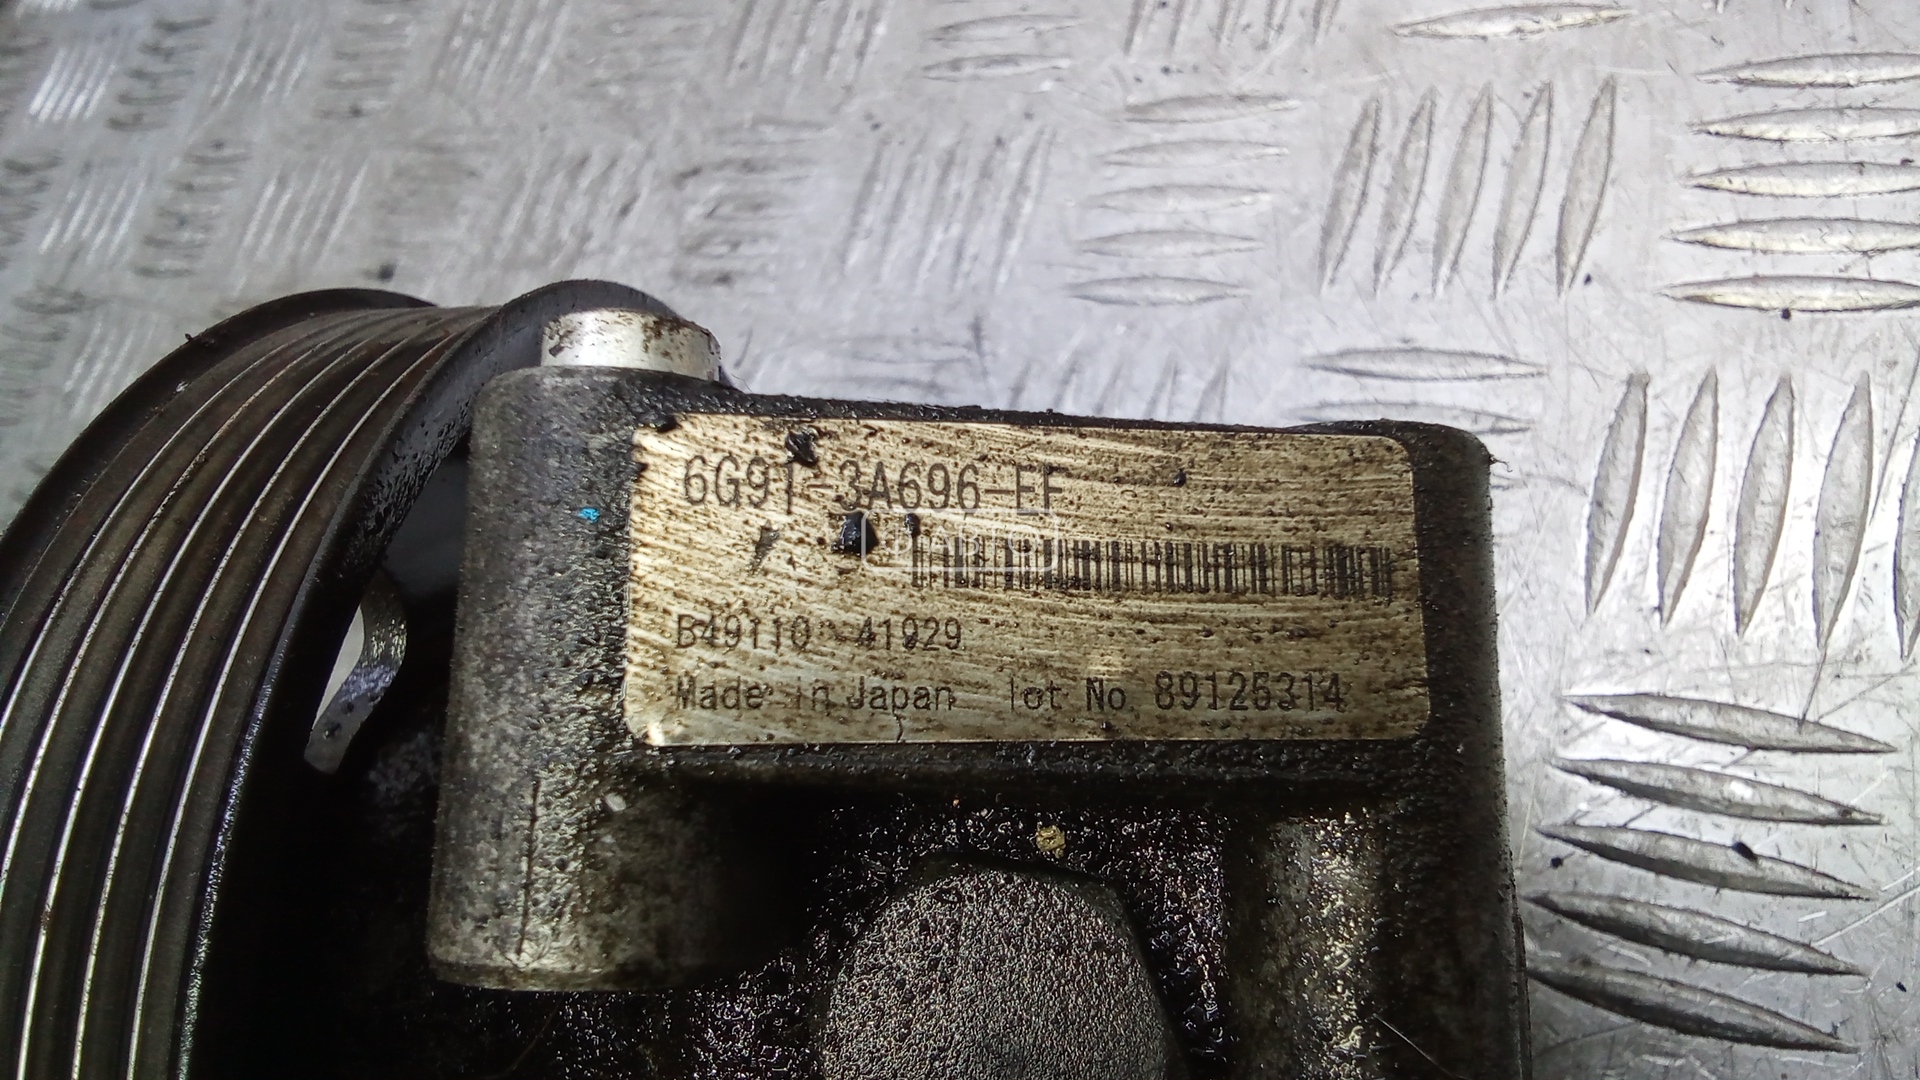 6G91-3A696-EF
B49110 41929
Made in Japan lot No. 89125314